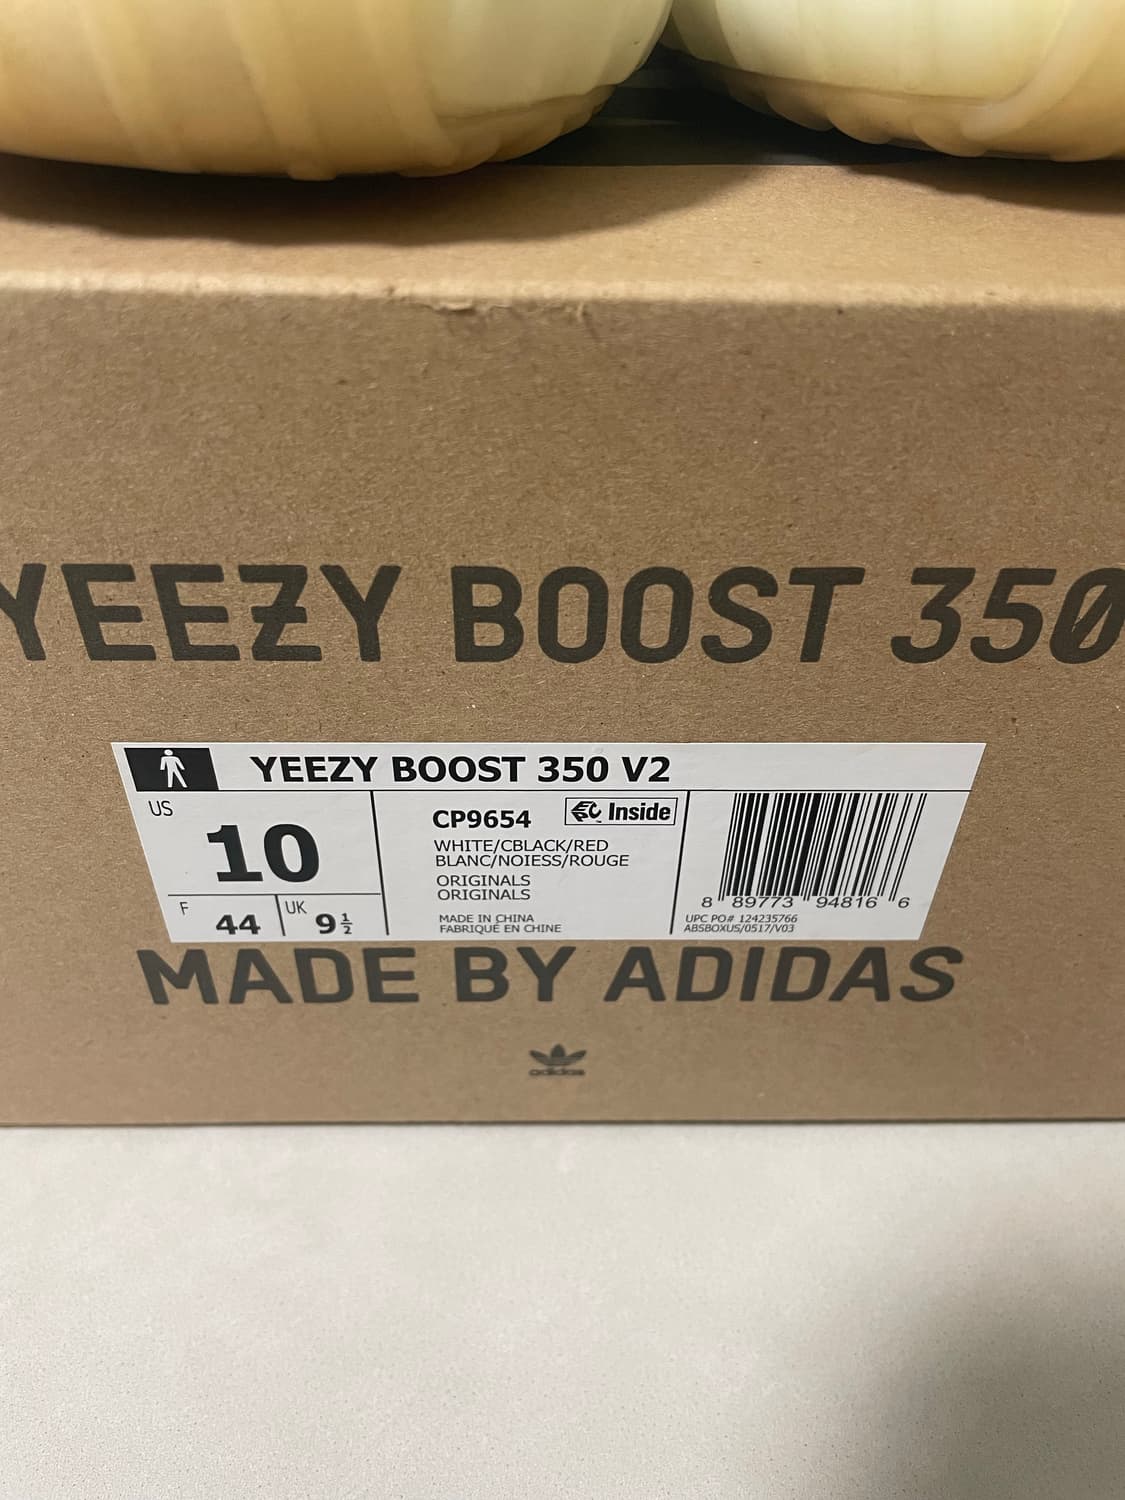 YEEZY BOOST 350
YEEZY BOOST 350 V2
US
10
F
44
UK
9½
CP9654
Inside
WHITE/CBLACK/RED
BLANC/NOIESS/ROUGE
ORIGINALS
ORIGINALS
MADE IN CHINA
FABRIQUÉ EN CHINE
8 89773 94816 6
UPC PO# 124235766
ABSBOXUS/0517/V03
MADE BY ADIDAS
adidas